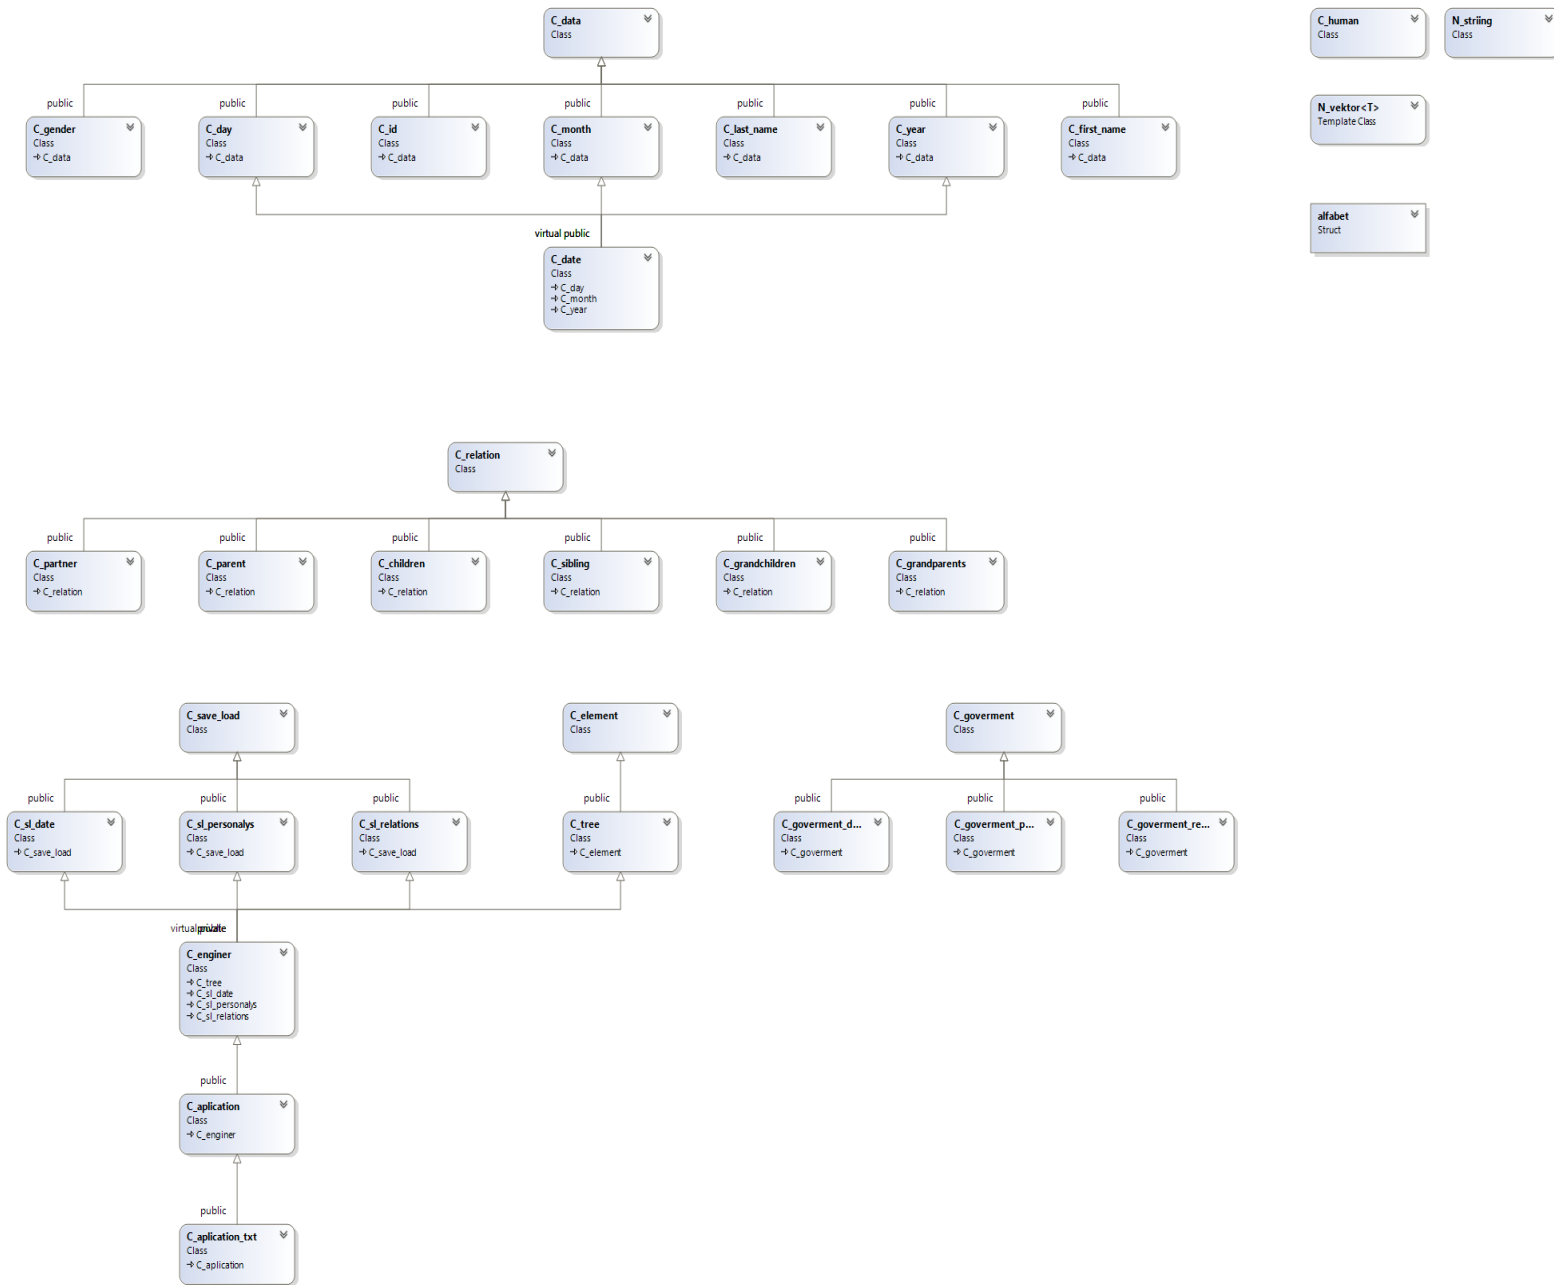 C_data
Class
C_human
Class
N_striing
Class
public
public
public
public
public
public
public
C_gender
Class
C_data
C_day
Class
C_data
C_id
Class
C_data
C_month
Class
C_data
C_last_name
Class
C_data
C_year
Class
C_data
C_first_name
Class
C_data
N_vektor<T>
Template Class
alfabet
Struct
virtual public
C_date
Class
C_day
C_month
C_year
C_relation
Class
public
public
public
public
public
public
C_partner
Class
C_relation
C_parent
Class
C_relation
C_children
Class
C_relation
C_sibling
Class
C_relation
C_grandchildren
Class
C_relation
C_grandparents
Class
C_relation
C_save_load
Class
C_element
Class
C_goverment
Class
public
public
public
public
public
public
public
C_sl_date
Class
C_save_load
C_sl_personalys
Class
C_save_load
C_sl_relations
Class
C_save_load
C_tree
Class
C_element
C_goverment_d...
Class
C_goverment
C_goverment_p...
Class
C_goverment
C_goverment_re...
Class
C_goverment
virtual
C_enginer
Class
C_tree
C_sl_date
C_sl_personalys
C_sl_relations
public
C_aplication
Class
C_enginer
public
C_aplication_txt
Class
C_aplication